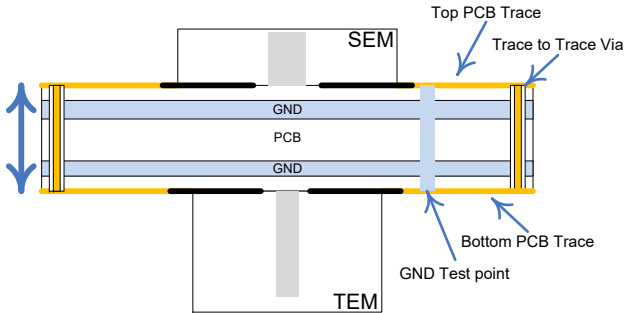 Top PCB Trace
SEM
Trace to Trace Via
GND
PCB
GND
Bottom PCB Trace
GND Test point
TEM